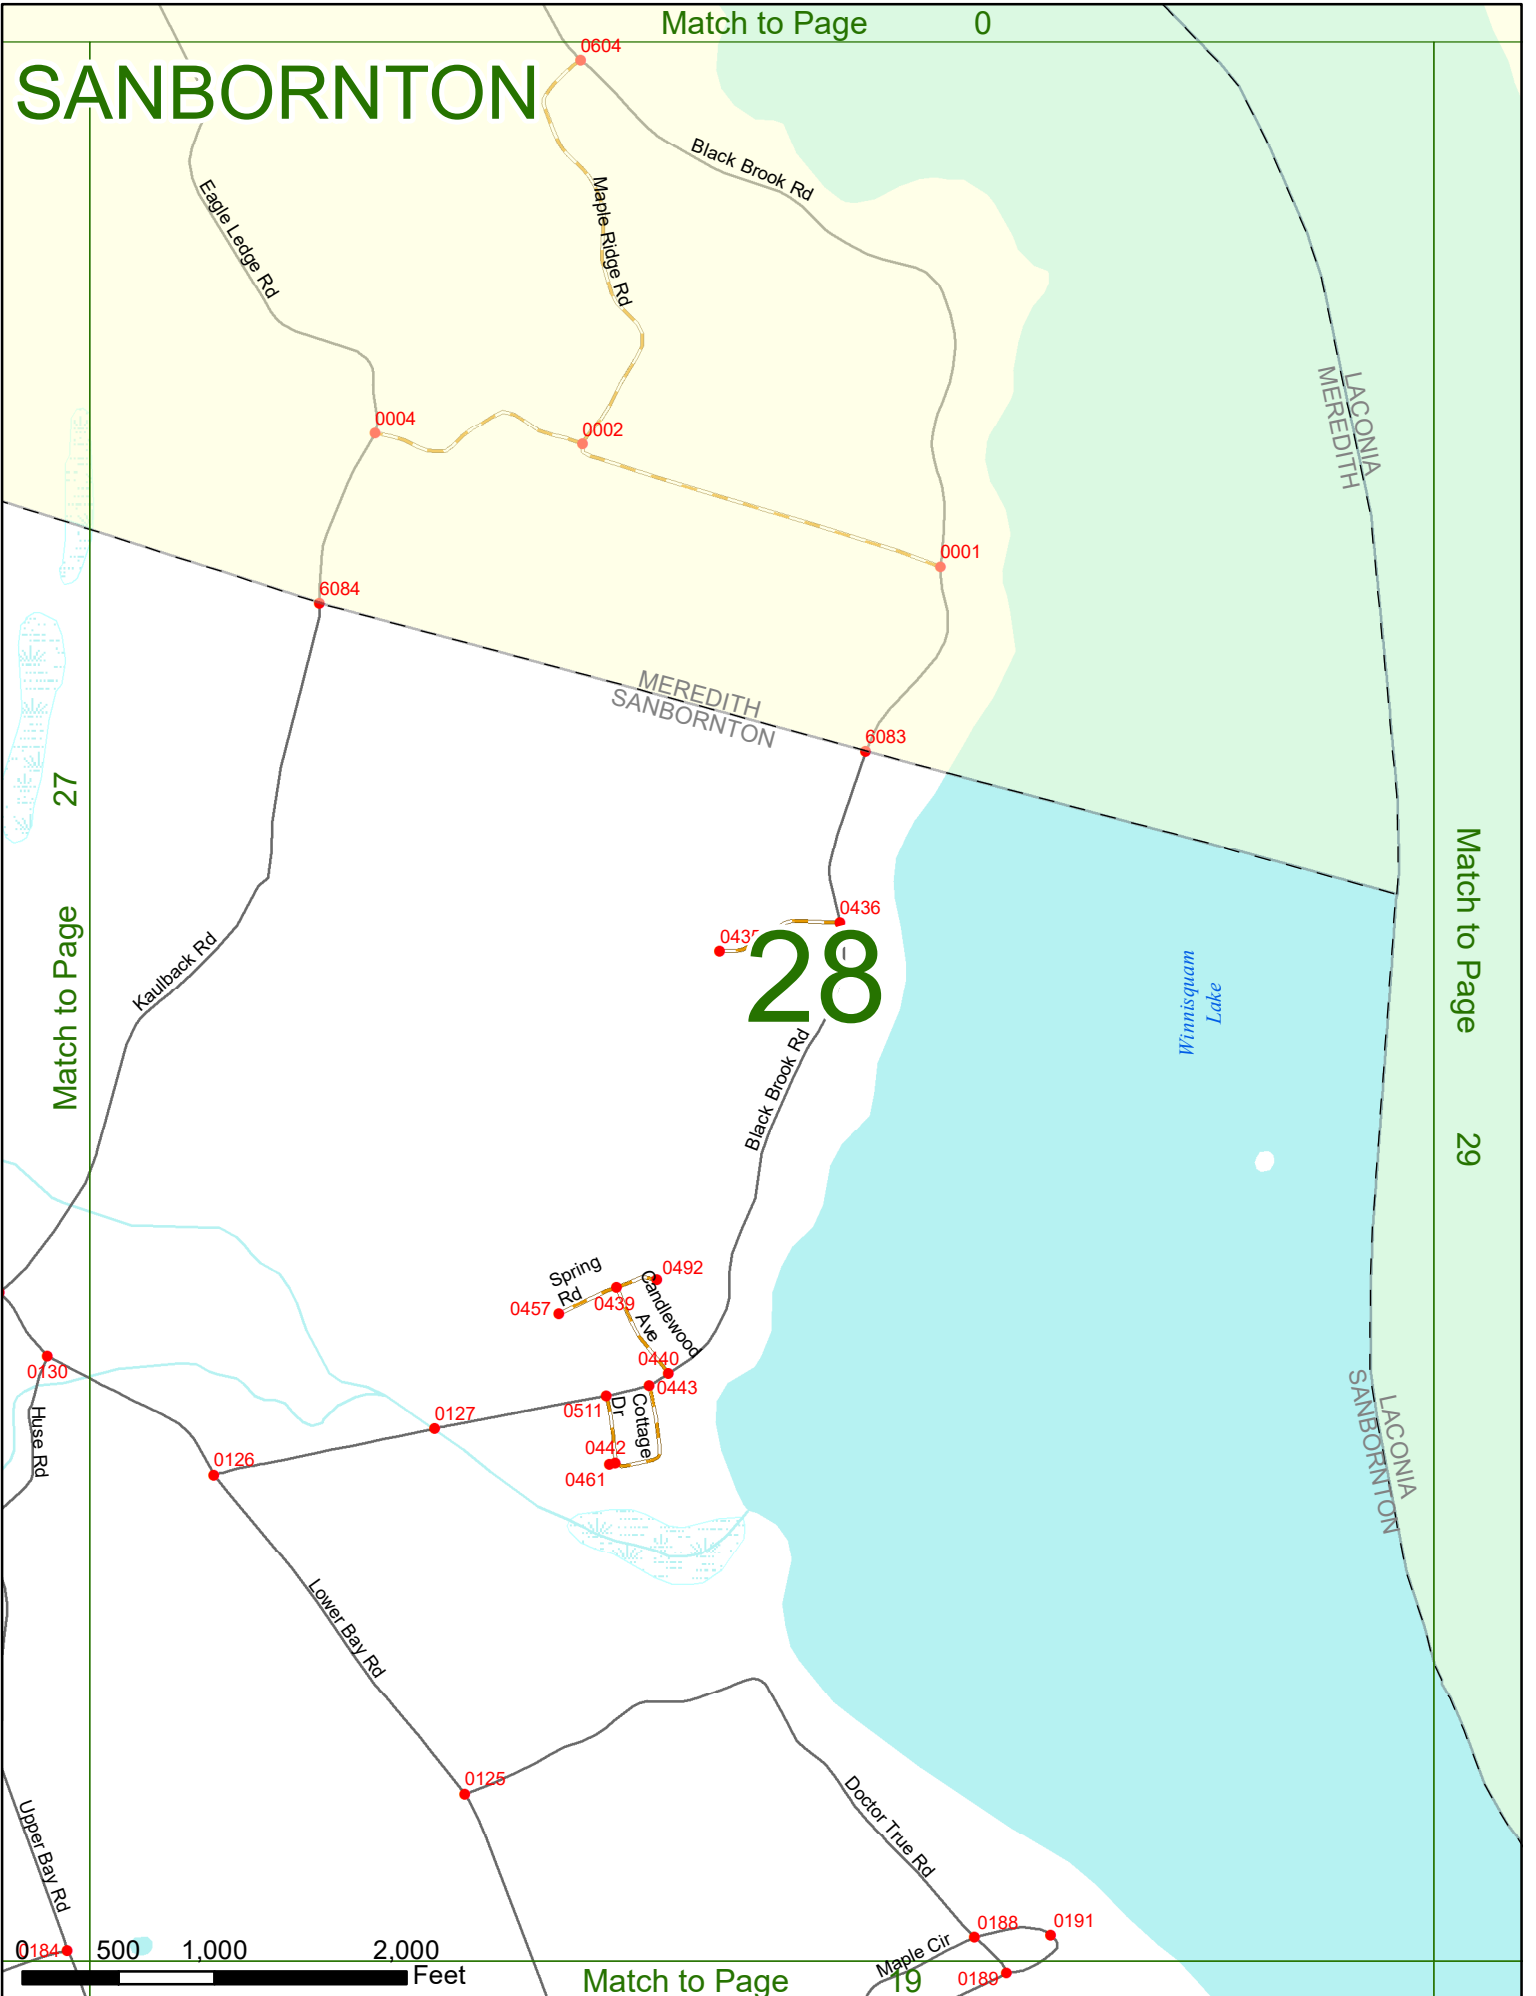 Match to Page 0
SANBORNTON
0604
Black Brook Rd
Eagle Ledge Rd
Maple Ridge Rd
LACONIA
MEREDITH
0004
0002
0001
6084
MEREDITH
SANBORNTON
6083
Match to Page 27
Match to Page 29
0436
0435
28
Kaulback Rd
Winnisquam
Lake
Black Brook Rd
Spring
Rd
0492
0457
0439
Candlewood
Ave
0440
0443
0130
0511
Cottage
Dr
0127
0442
0461
0126
Huse Rd
LACONIA
SANBORNTON
Lower Bay Rd
0125
Doctor True Rd
Upper Bay Rd
0188
0191
Maple Cir
0189
0184
0 500 1,000 2,000
Feet
Match to Page 19